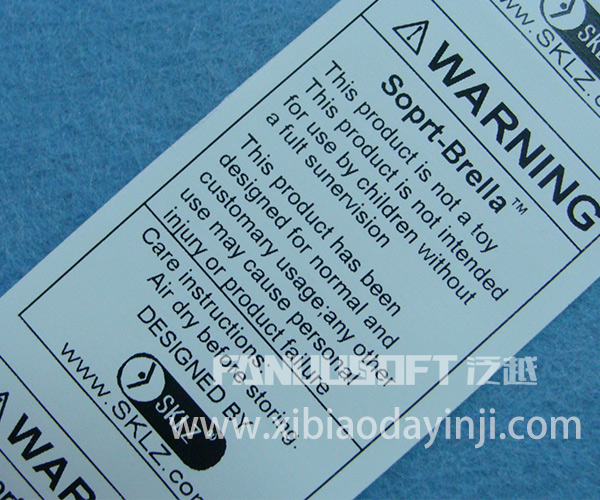 SKLZ
www.SKLZ.c
WARNING
Soprt-Brella™
This product is not a toy
This product is not intended
for use by children without
a fult sunervision
This product has been
designed for normal and
customary usage;any other
use may cause personal
injury or product failure
Care instructions:
Air dry before storing.
DESIGNED BY:
SKLZ™
www.SKLZ.com
WAR
泛越
www.xibiaodayinji.com